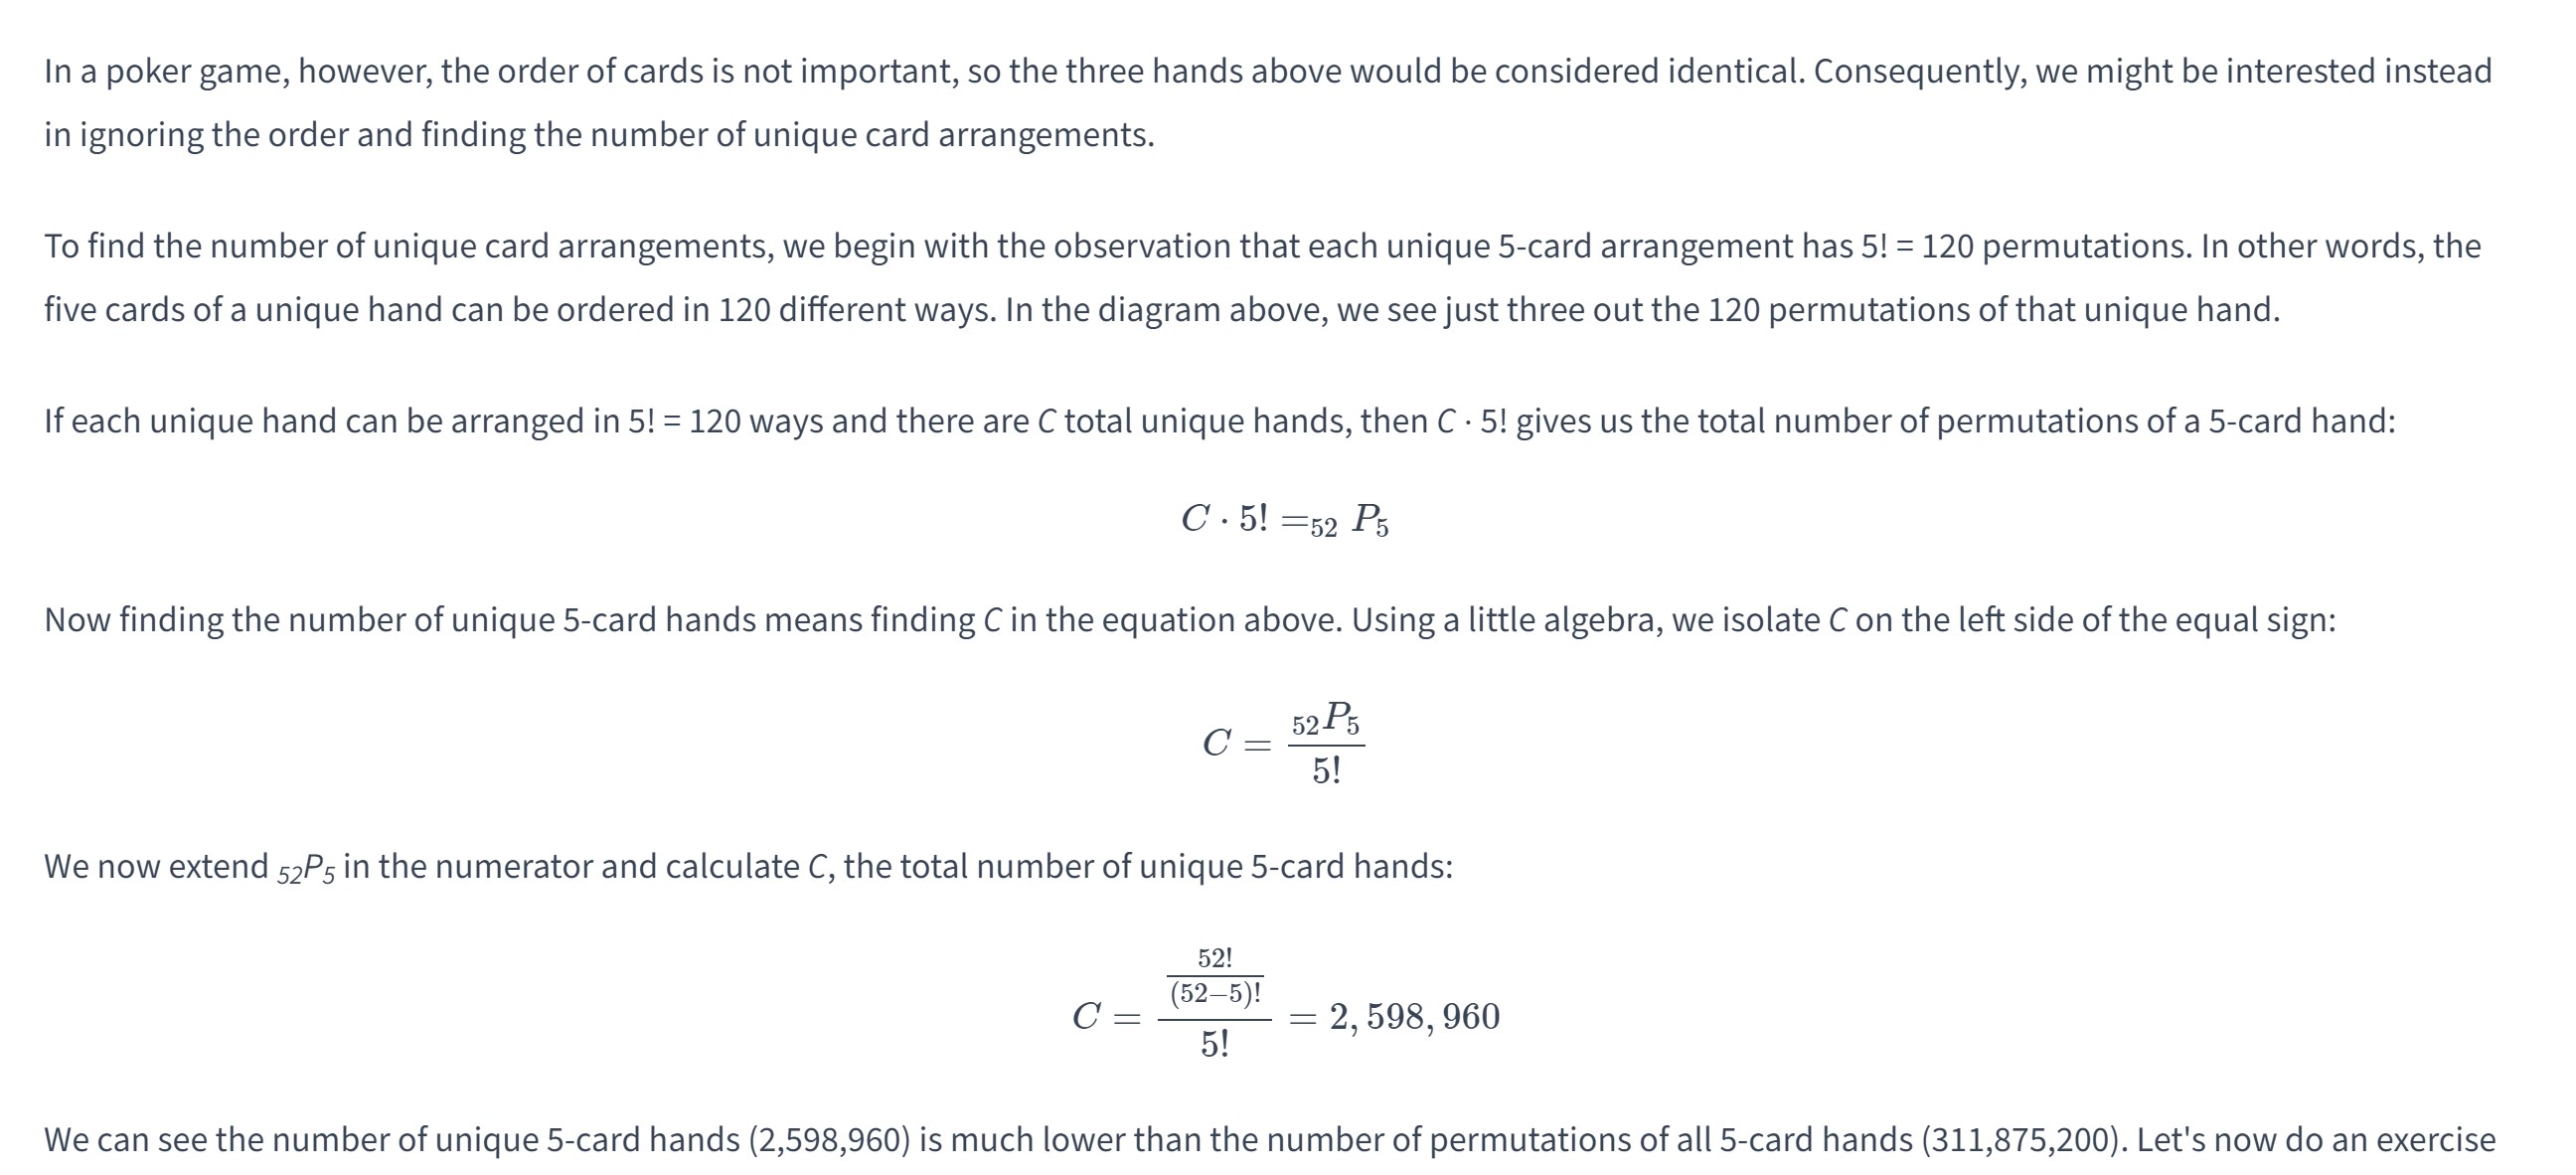 In a poker game, however, the order of cards is not important, so the three hands above would be considered identical. Consequently, we might be interested instead
in ignoring the order and finding the number of unique card arrangements.
To find the number of unique card arrangements, we begin with the observation that each unique 5-card arrangement has 5! = 120 permutations. In other words, the
five cards of a unique hand can be ordered in 120 different ways. In the diagram above, we see just three out the 120 permutations of that unique hand.
If each unique hand can be arranged in 5! = 120 ways and there are C total unique hands, then C · 5! gives us the total number of permutations of a 5-card hand:
C · 5! =₅₂ P₅
Now finding the number of unique 5-card hands means finding C in the equation above. Using a little algebra, we isolate C on the left side of the equal sign:
C = ₅₂P₅ / 5!
We now extend ₅₂P₅ in the numerator and calculate C, the total number of unique 5-card hands:
C = (52! / (52−5)!) / 5! = 2, 598, 960
We can see the number of unique 5-card hands (2,598,960) is much lower than the number of permutations of all 5-card hands (311,875,200). Let's now do an exercise